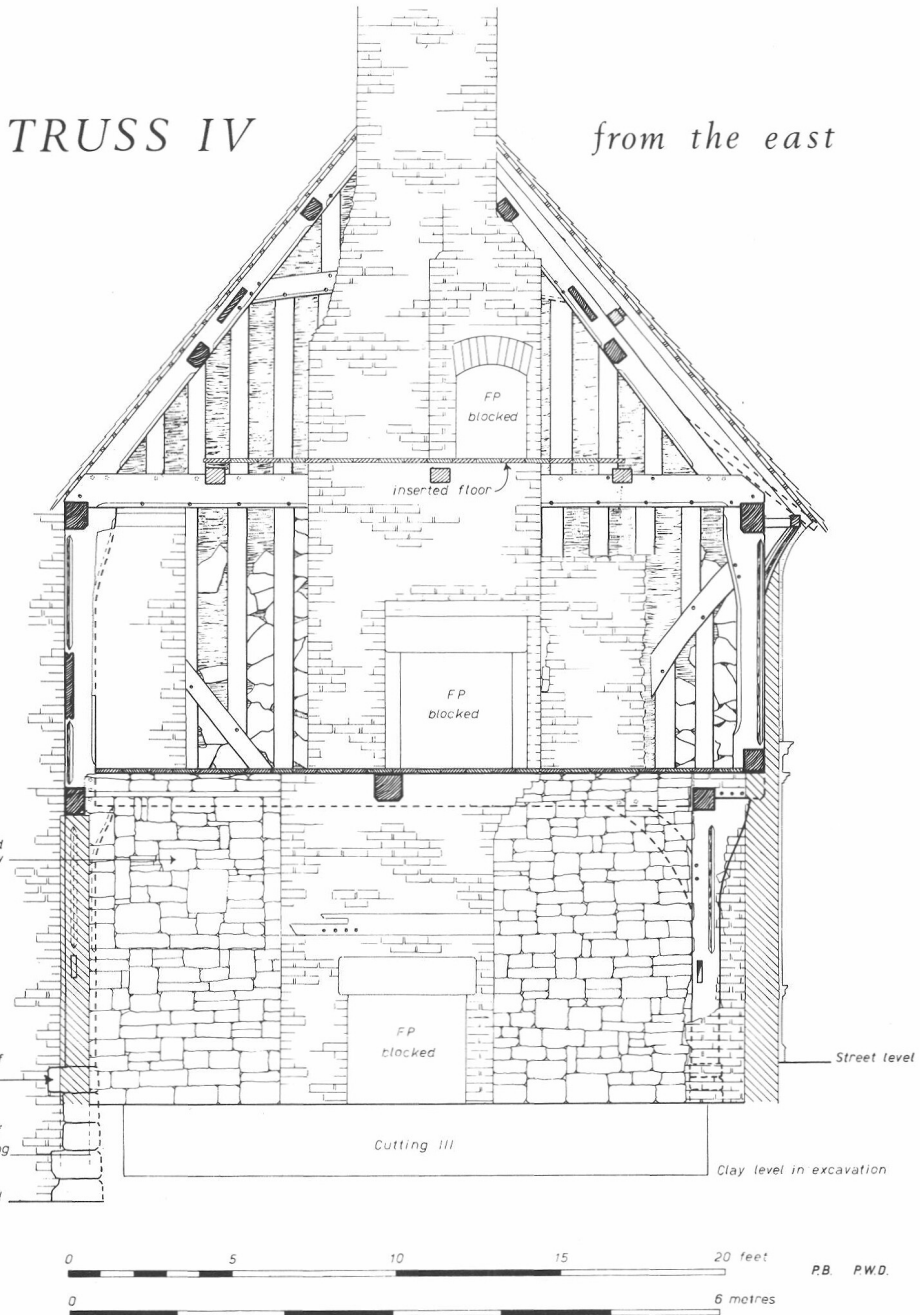 TRUSS IV
from the east
FP
blocked
inserted floor
FP
blocked
FP
blocked
Street level
Cutting III
Clay level in excavation
0 5 10 15 20 feet
P.B. P.W.D.
0 6 metres